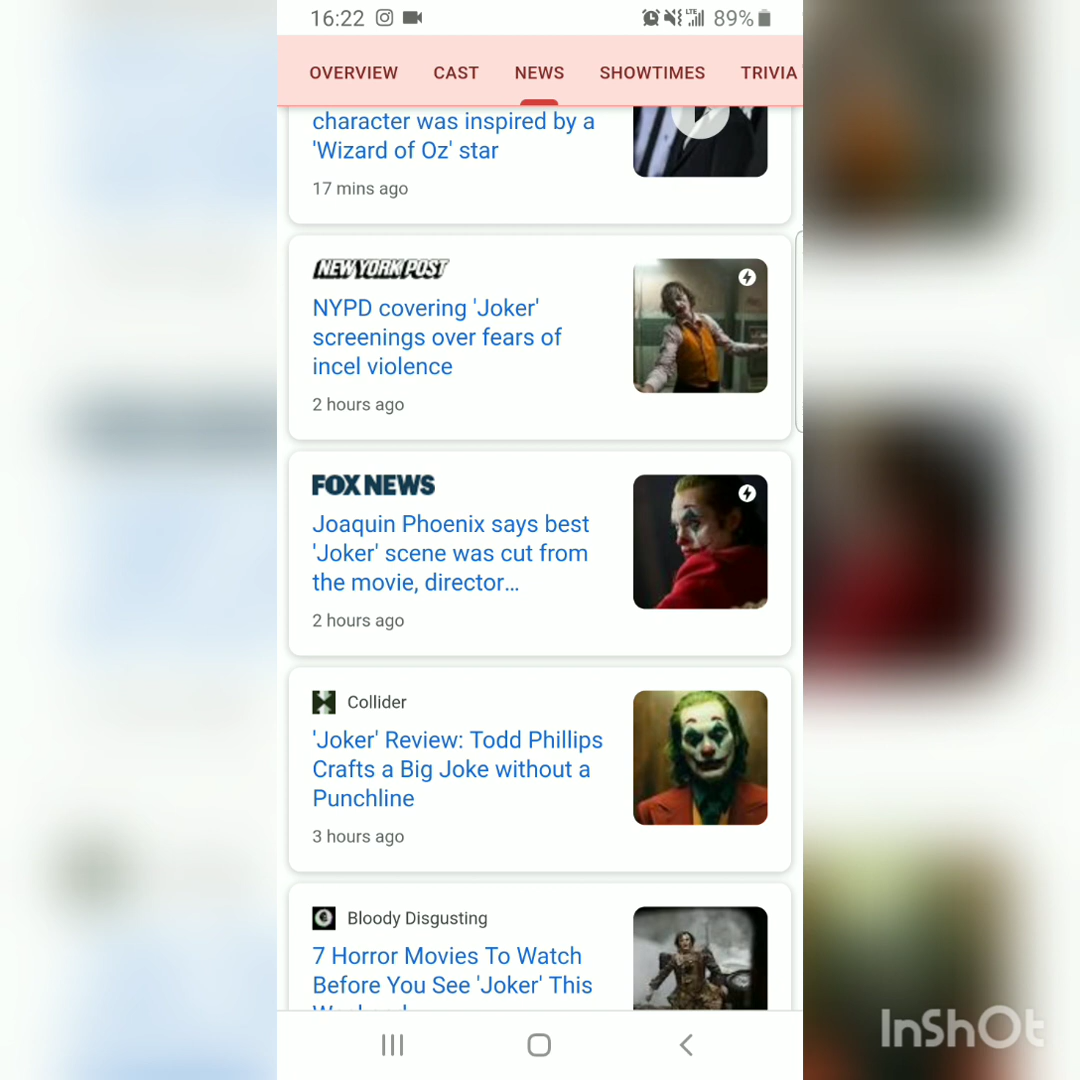 16:22 LTE 89%
OVERVIEW CAST NEWS SHOWTIMES TRIVIA
character was inspired by a
'Wizard of Oz' star
17 mins ago
NEW YORK POST
NYPD covering 'Joker'
screenings over fears of
incel violence
2 hours ago
FOX NEWS
Joaquin Phoenix says best
'Joker' scene was cut from
the movie, director...
2 hours ago
Collider
'Joker' Review: Todd Phillips
Crafts a Big Joke without a
Punchline
3 hours ago
Bloody Disgusting
7 Horror Movies To Watch
Before You See 'Joker' This
InShOt